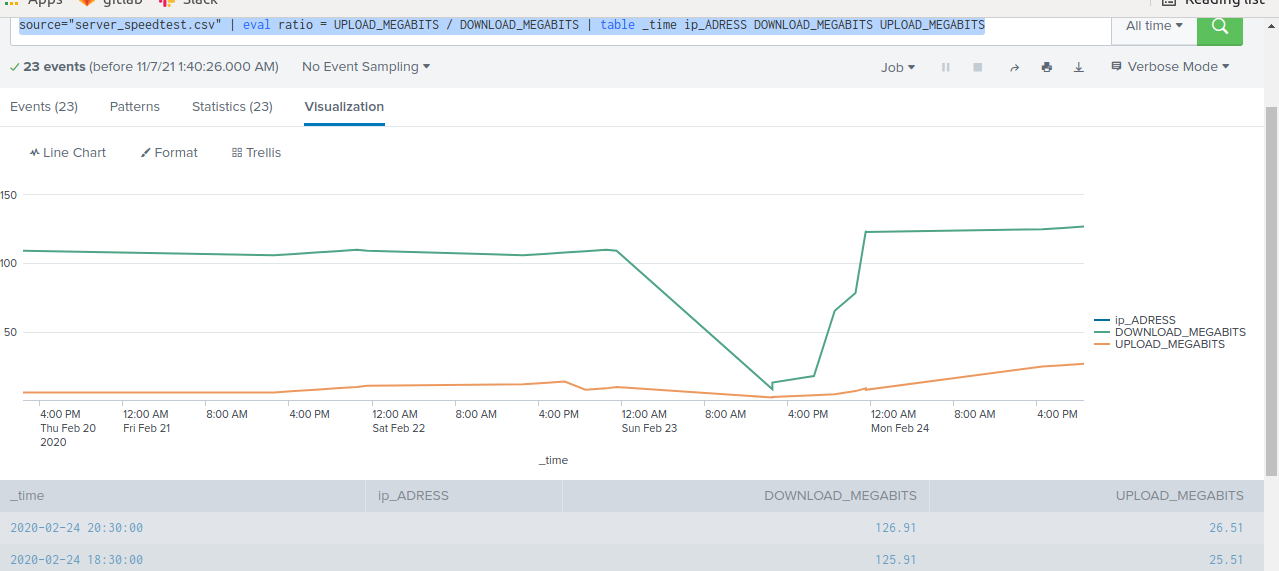 Apps gitlab Slack Reading list
source="server_speedtest.csv" | eval ratio = UPLOAD_MEGABITS / DOWNLOAD_MEGABITS | table _time ip_ADRESS DOWNLOAD_MEGABITS UPLOAD_MEGABITS All time
23 events (before 11/7/21 1:40:26.000 AM) No Event Sampling Job Verbose Mode
Events (23) Patterns Statistics (23) Visualization
Line Chart Format Trellis
150
100
50
ip_ADRESS
DOWNLOAD_MEGABITS
UPLOAD_MEGABITS
4:00 PM 12:00 AM 8:00 AM 4:00 PM 12:00 AM 8:00 AM 4:00 PM 12:00 AM 8:00 AM 4:00 PM 12:00 AM 8:00 AM 4:00 PM
Thu Feb 20 Fri Feb 21 Sat Feb 22 Sun Feb 23 Mon Feb 24
2020
_time
_time ip_ADRESS DOWNLOAD_MEGABITS UPLOAD_MEGABITS
2020-02-24 20:30:00 126.91 26.51
2020-02-24 18:30:00 125.91 25.51